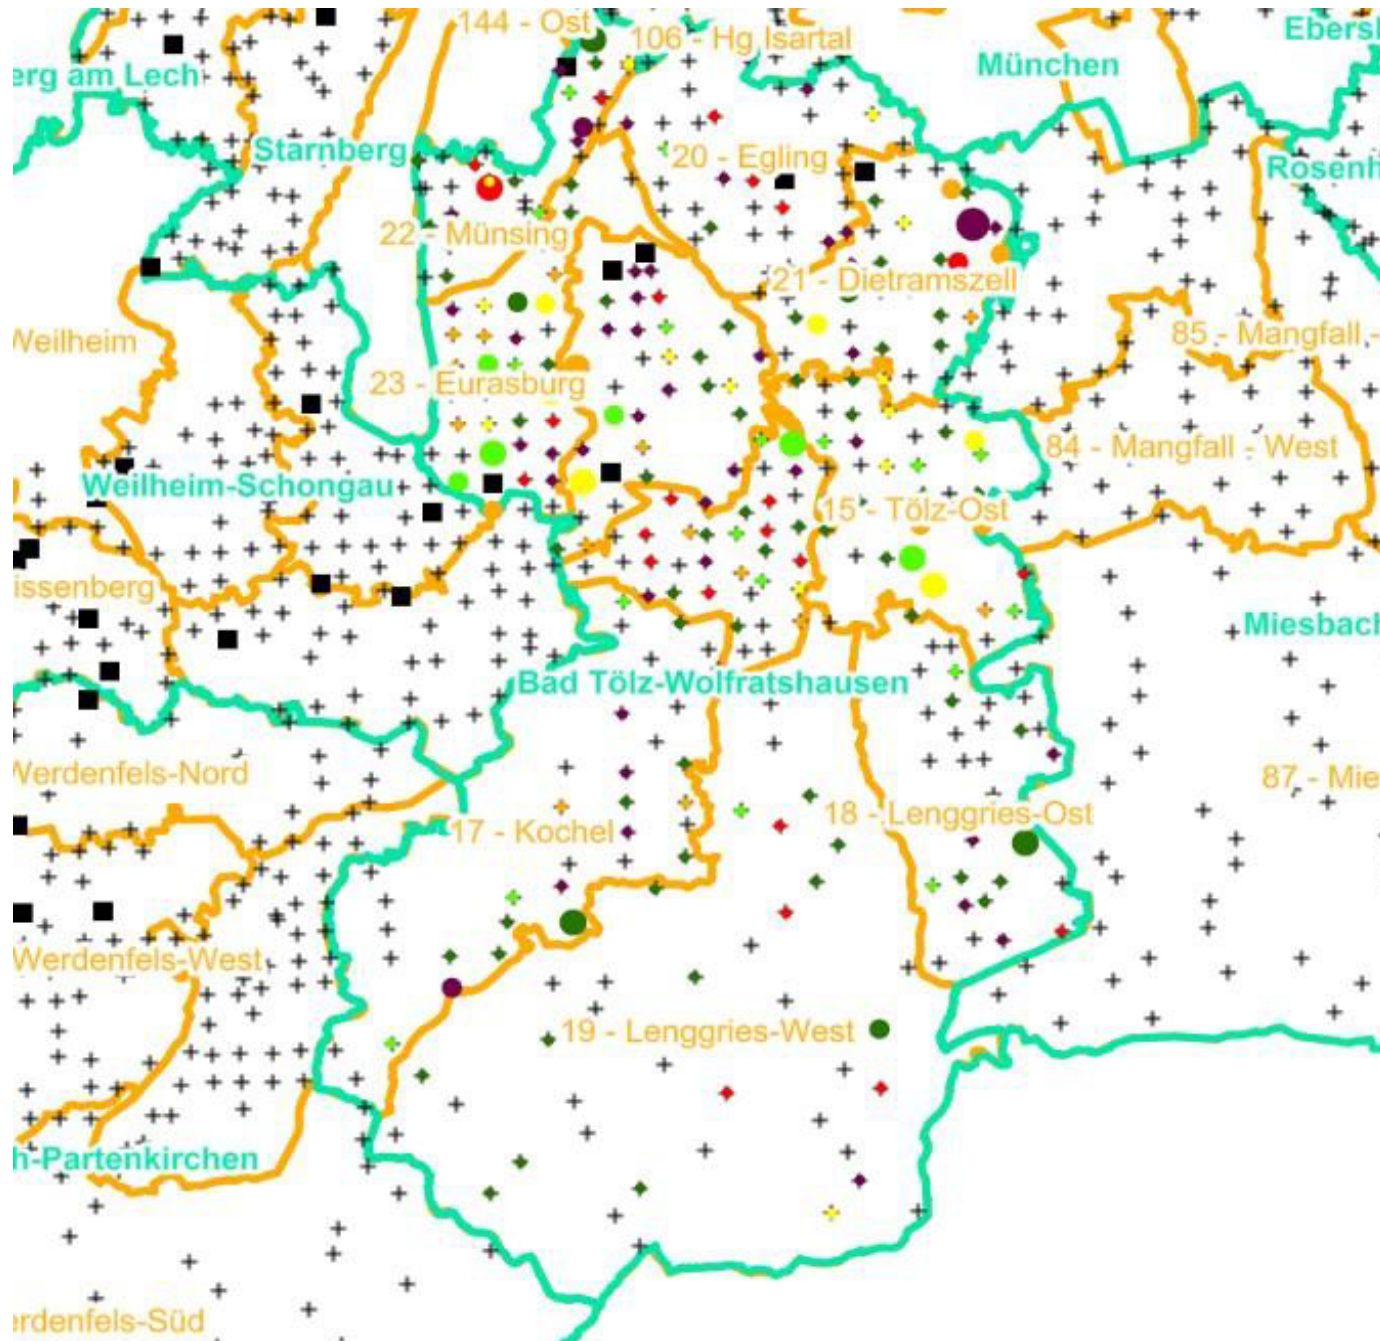 144 - Ost
106 - Hg Isartal
Ebersl
München
erg am Lech
Starnberg
20 - Egling
Rosenh
22 - Münsing
21 - Dietramszell
Weilheim
85 - Mangfall -
23 - Eurasburg
84 - Mangfall - West
Weilheim-Schongau
15 - Tölz-Ost
issenberg
Miesbach
Bad Tölz-Wolfratshausen
Werdenfels-Nord
87 - Mie
18 - Lenggries-Ost
17 - Kochel
Werdenfels-West
19 - Lenggries-West
h-Partenkirchen
erdenfels-Süd